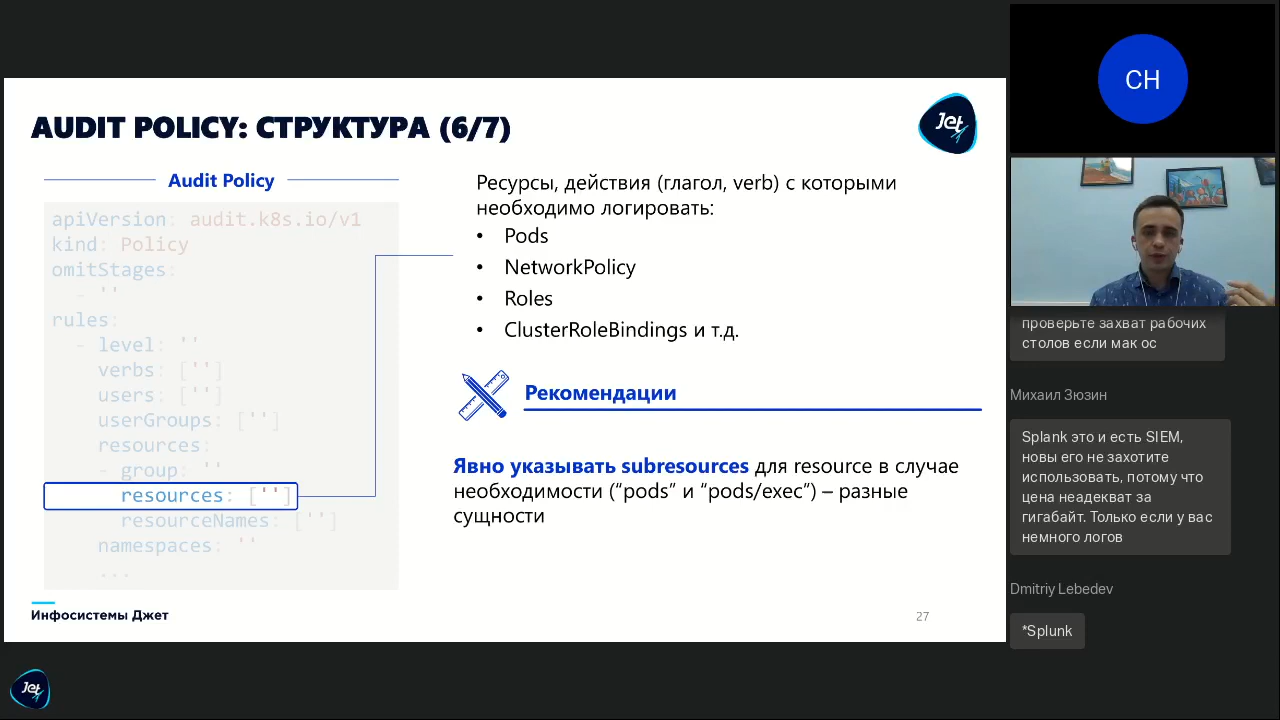 AUDIT POLICY: СТРУКТУРА (6/7)
Jet
Audit Policy
apiVersion: audit.k8s.io/v1
kind: Policy
omitStages:
- ''
rules:
- level: ''
verbs: ['']
users: ['']
userGroups: ['']
resources:
- group: ''
resources: ['']
resourceNames: ['']
namespaces: ''
...
Ресурсы, действия (глагол, verb) с которыми
необходимо логировать:
• Pods
• NetworkPolicy
• Roles
• ClusterRoleBindings и т.д.
Рекомендации
Явно указывать subresources для resource в случае
необходимости (“pods” и “pods/exec”) – разные
сущности
Инфосистемы Джет
27
Jet
CH
проверьте захват рабочих
столов если мак ос
Михаил Зюзин
Splank это и есть SIEM,
новы его не захотите
использовать, потому что
цена неадекват за
гигабайт. Только если у вас
немного логов
Dmitriy Lebedev
*Splunk